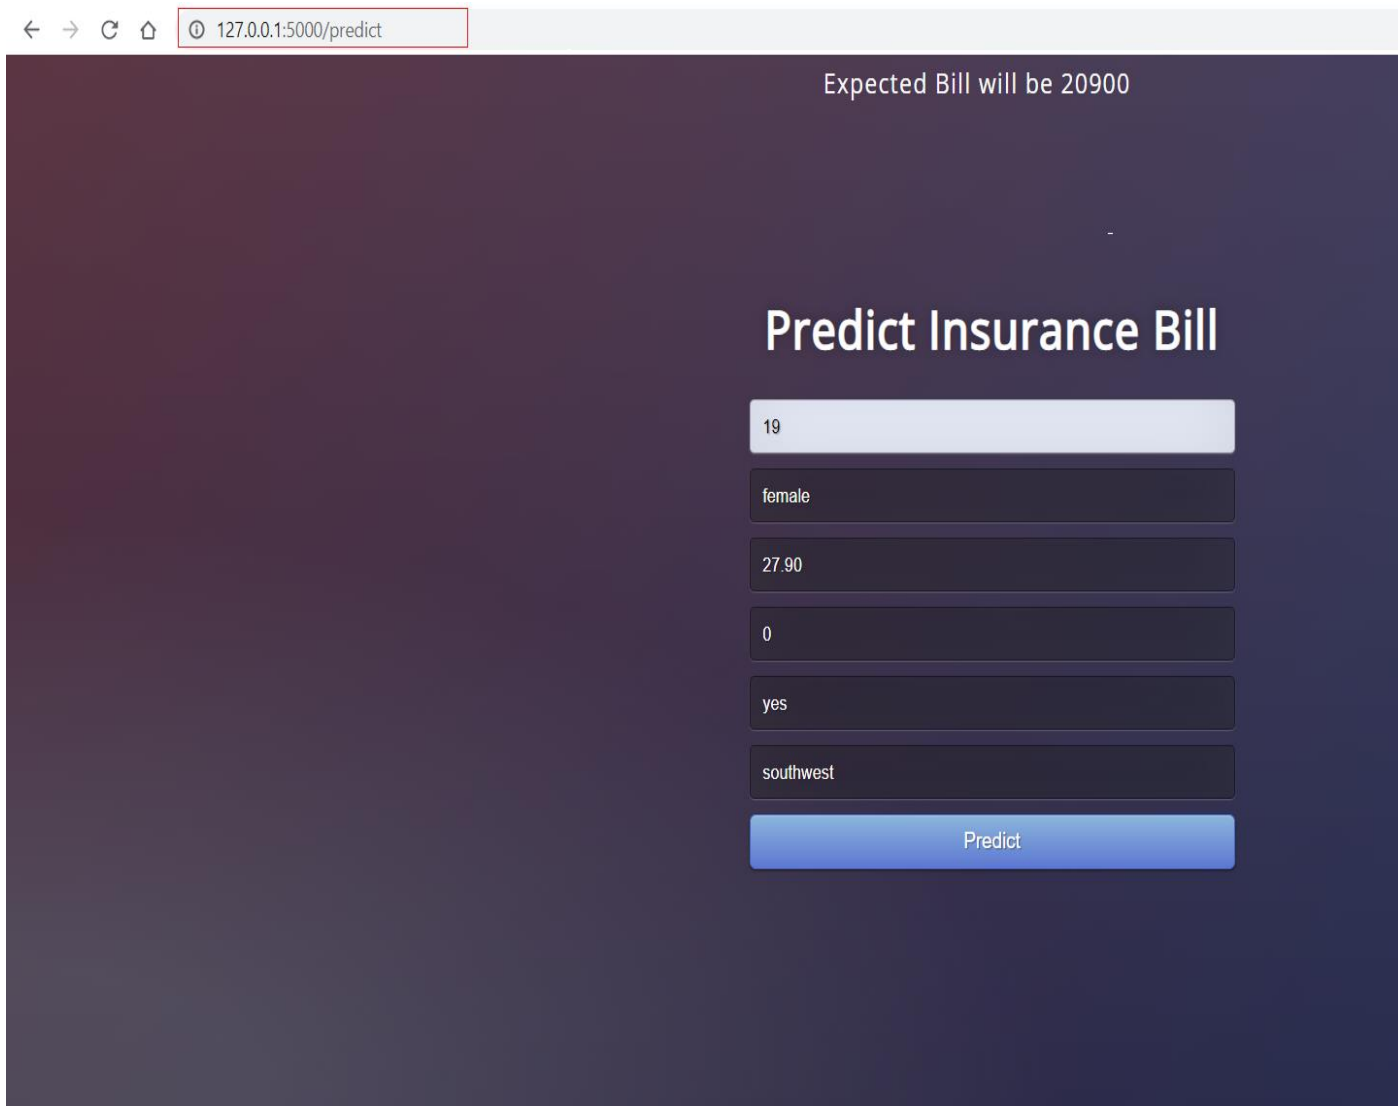 127.0.0.1:5000/predict
Expected Bill will be 20900
-
Predict Insurance Bill
19
female
27.90
0
yes
southwest
Predict